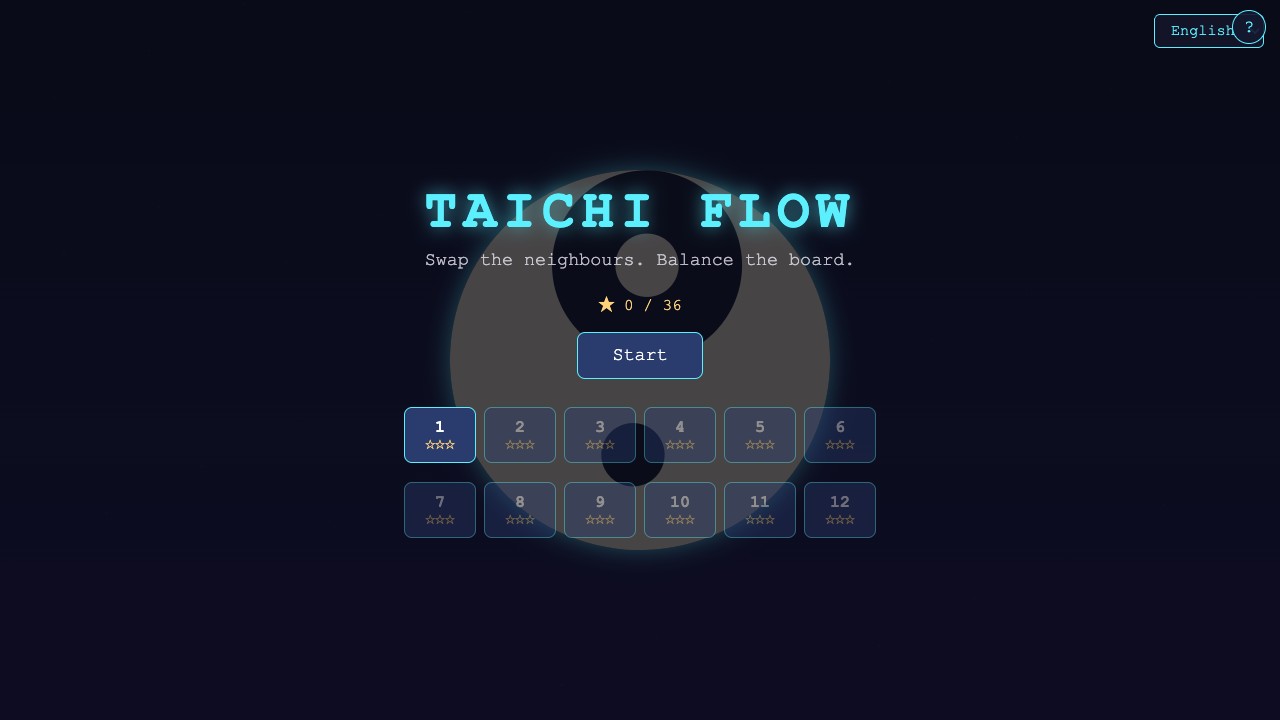 English
?
TAICHI FLOW
Swap the neighbours. Balance the board.
★ 0 / 36
Start
1 2 3 4 5 6
☆☆☆ ☆☆☆ ☆☆☆ ☆☆☆ ☆☆☆ ☆☆☆
7 8 9 10 11 12
☆☆☆ ☆☆☆ ☆☆☆ ☆☆☆ ☆☆☆ ☆☆☆